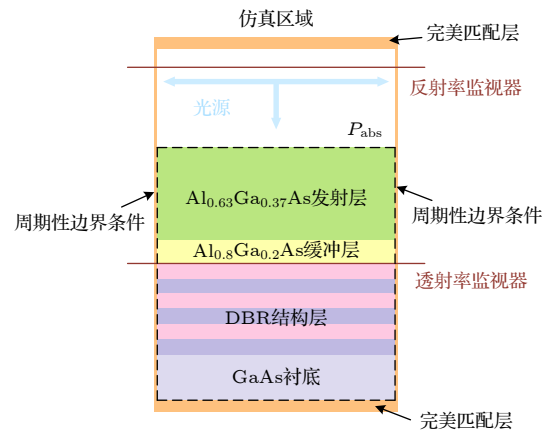 仿真区域
完美匹配层
反射率监视器
光源
P_abs
Al₀.₆₃Ga₀.₃₇As发射层
周期性边界条件
周期性边界条件
Al₀.₈Ga₀.₂As缓冲层
透射率监视器
DBR结构层
GaAs衬底
完美匹配层